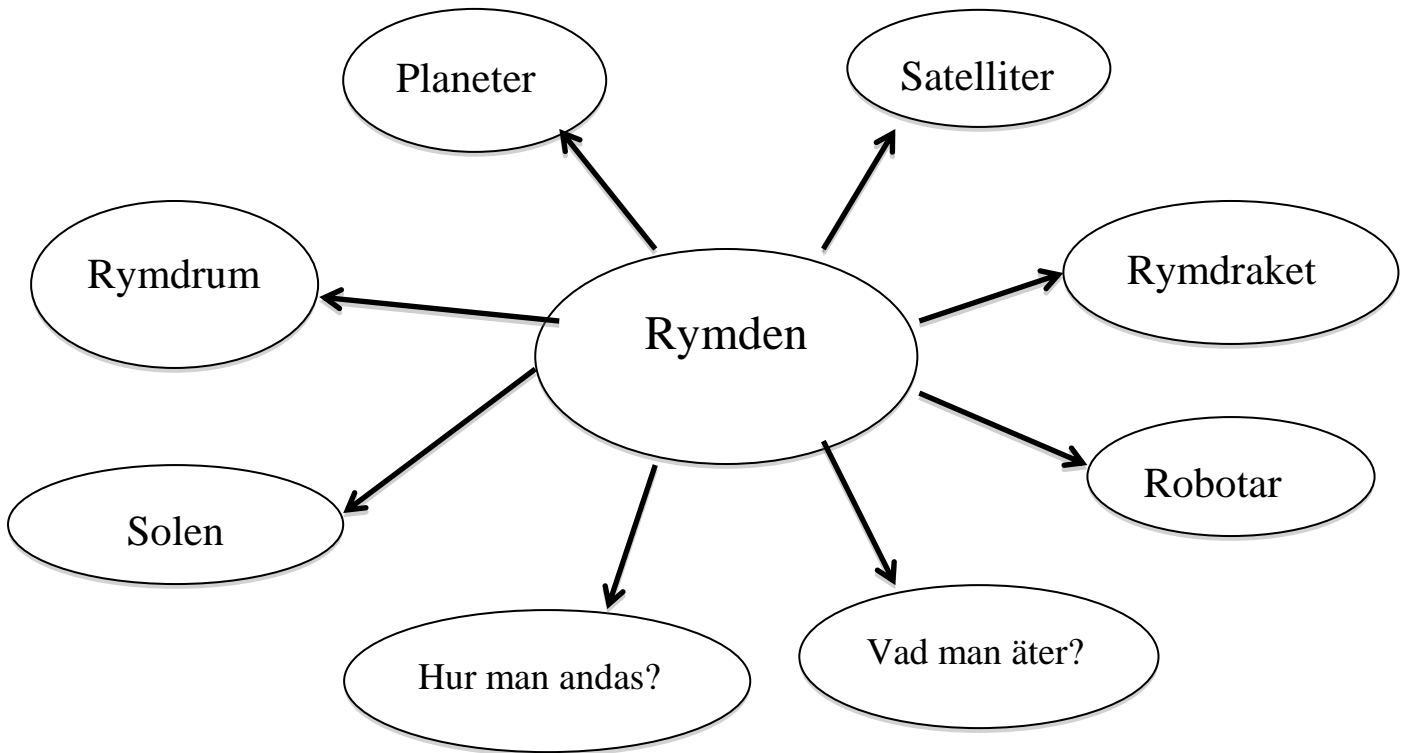 Planeter
Satelliter
Rymdrum
Rymdraket
Rymden
Solen
Robotar
Hur man andas?
Vad man äter?